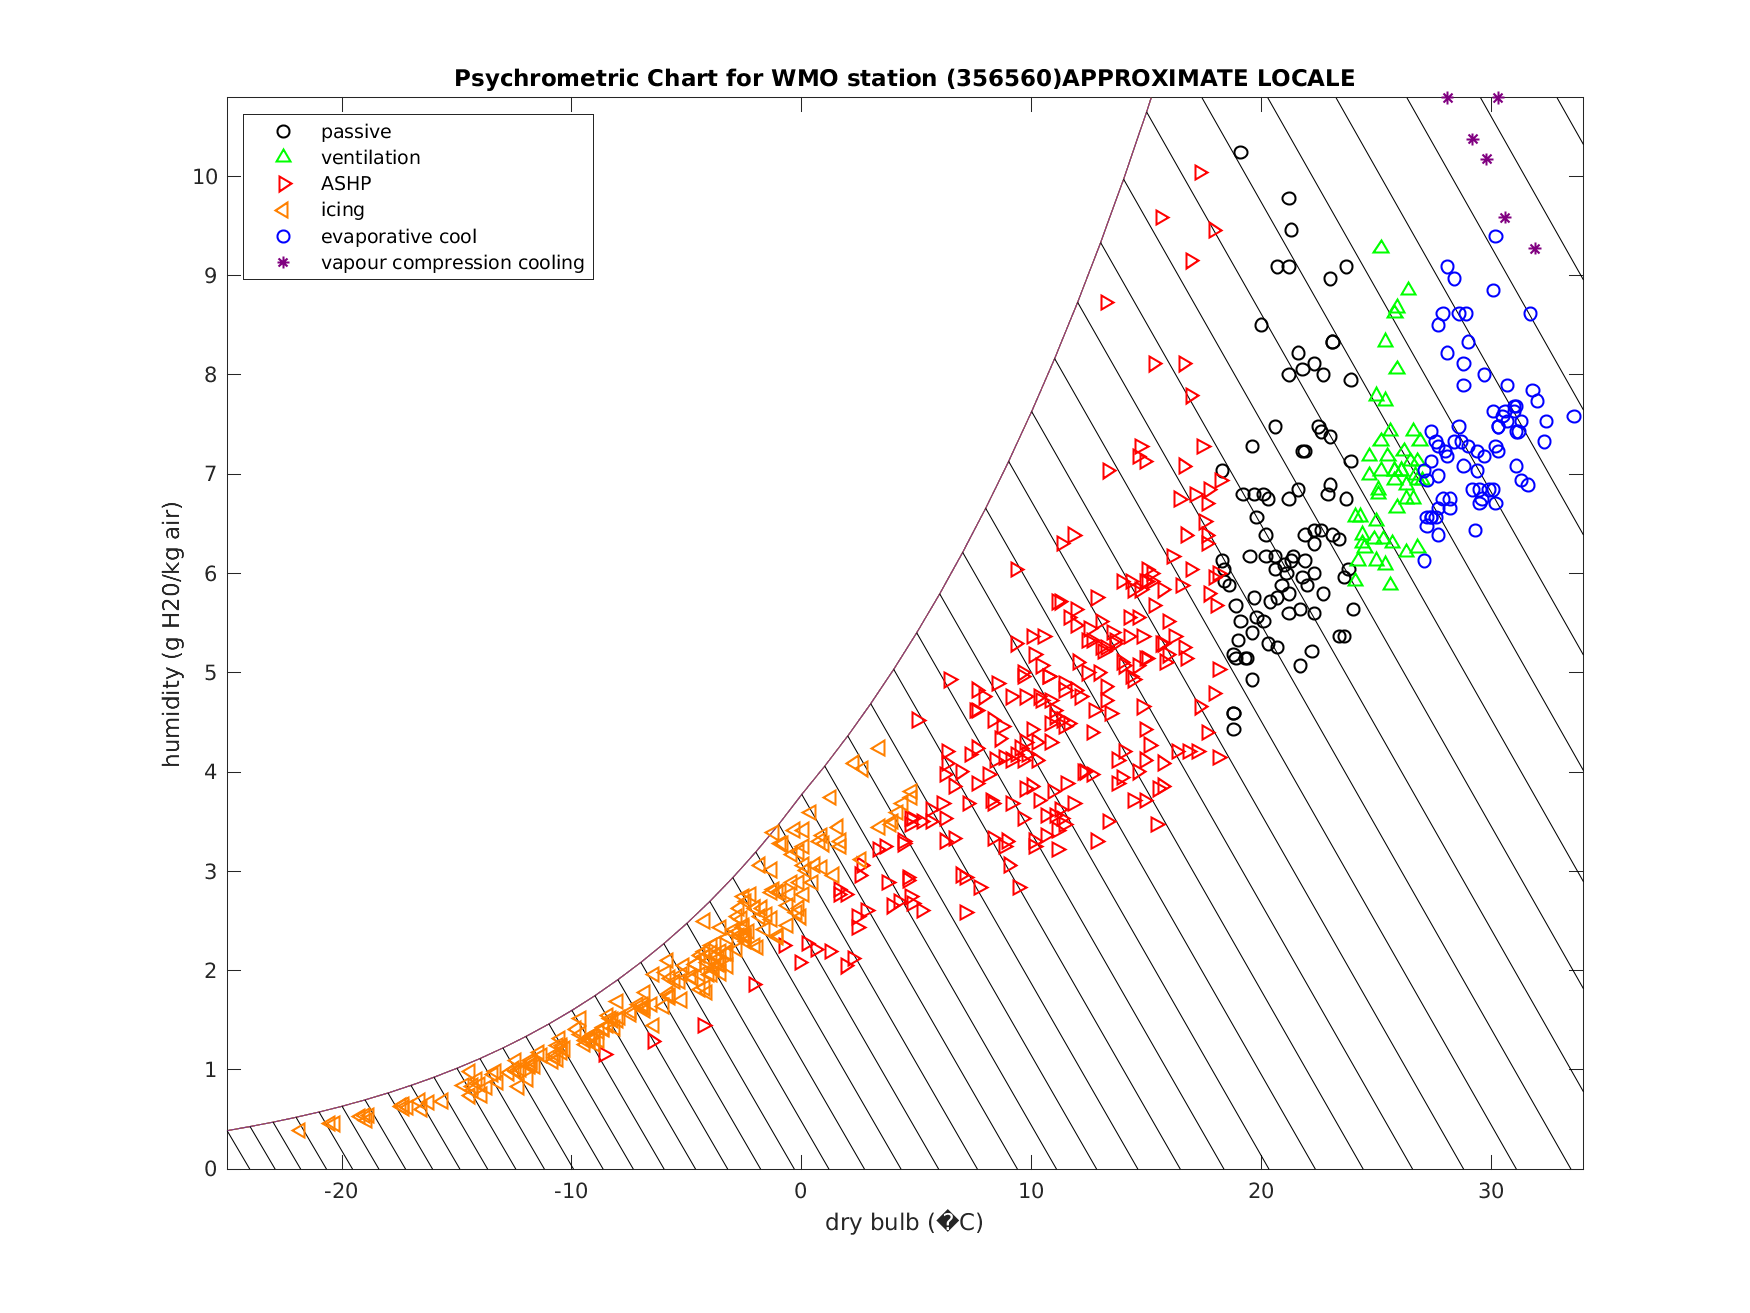 Psychrometric Chart for WMO station (356560)APPROXIMATE LOCALE
passive
ventilation
ASHP
icing
evaporative cool
vapour compression cooling
10
9
8
7
6
5
4
3
2
1
0
humidity (g H20/kg air)
-20 -10 0 10 20 30
dry bulb (�C)